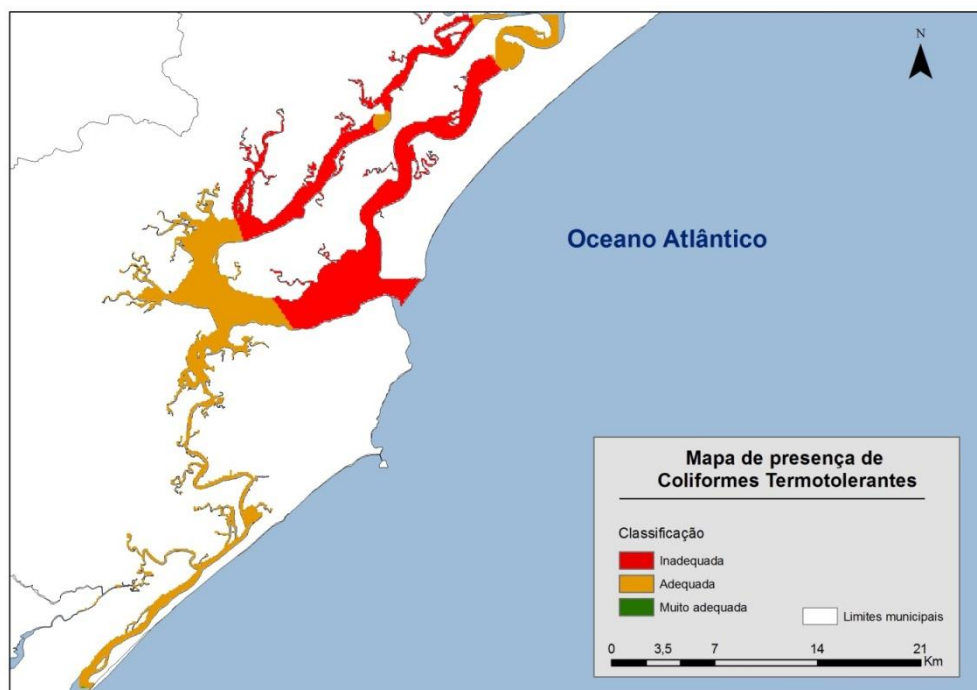 N
Oceano Atlântico
Mapa de presença de
Coliformes Termotolerantes
Classificação
Inadequada
Adequada
Muito adequada
Limites municipais
0 3,5 7 14 21
Km